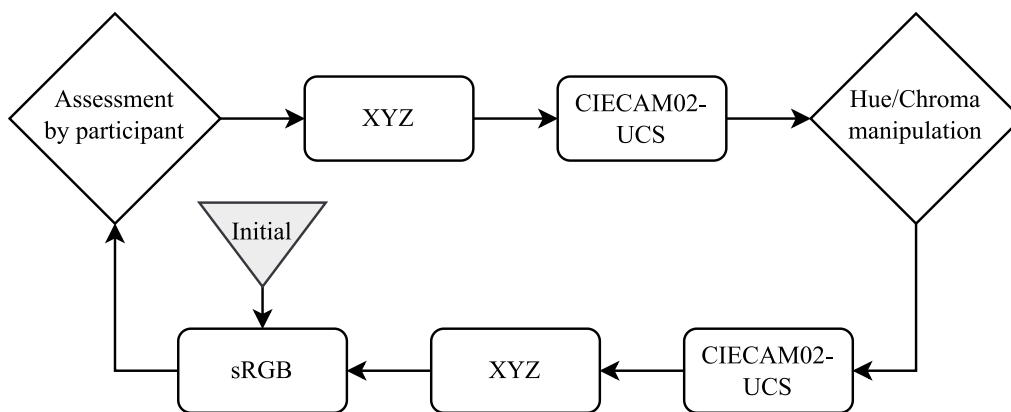 Assessment
by participant
XYZ
CIECAM02-
UCS
Hue/Chroma
manipulation
Initial
sRGB
XYZ
CIECAM02-
UCS